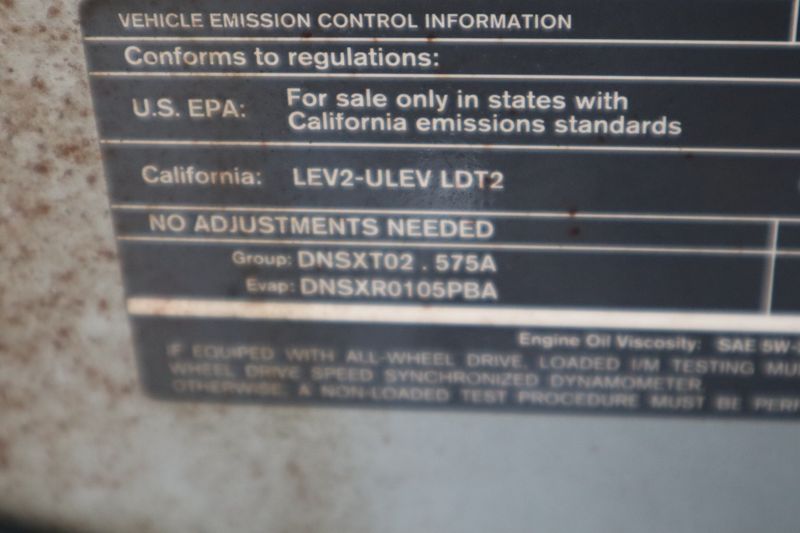 VEHICLE EMISSION CONTROL INFORMATION
Conforms to regulations:
U.S. EPA: For sale only in states with
California emissions standards
California: LEV2-ULEV LDT2
NO ADJUSTMENTS NEEDED
Group: DNSXT02.575A
Evap: DNSXR0105PBA
Engine Oil Viscosity: SAE 5W-
IF EQUIPED WITH ALL-WHEEL DRIVE, LOADED I/M TESTING
WHEEL DRIVE SPEED SYNCHRONIZED DYNAMOMETER.
OTHERWISE, A NON-LOADED TEST PROCEDURE MUST BE